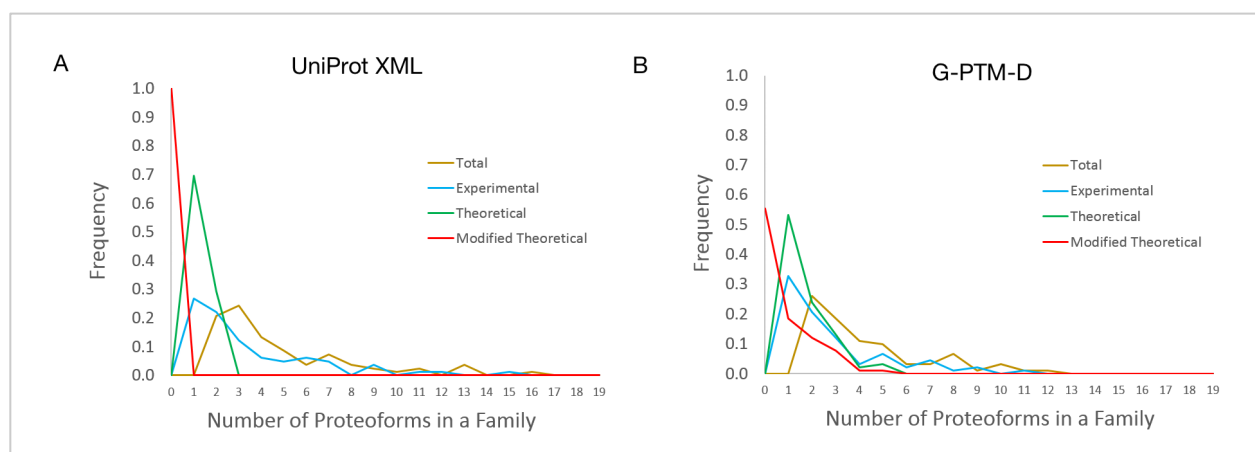 A
UniProt XML
1.0
0.9
0.8
0.7
0.6
0.5
0.4
0.3
0.2
0.1
0.0
Frequency
Total
Experimental
Theoretical
Modified Theoretical
0 1 2 3 4 5 6 7 8 9 10 11 12 13 14 15 16 17 18 19
Number of Proteoforms in a Family
B
G-PTM-D
1.0
0.9
0.8
0.7
0.6
0.5
0.4
0.3
0.2
0.1
0.0
Frequency
Total
Experimental
Theoretical
Modified Theoretical
0 1 2 3 4 5 6 7 8 9 10 11 12 13 14 15 16 17 18 19
Number of Proteoforms in a Family